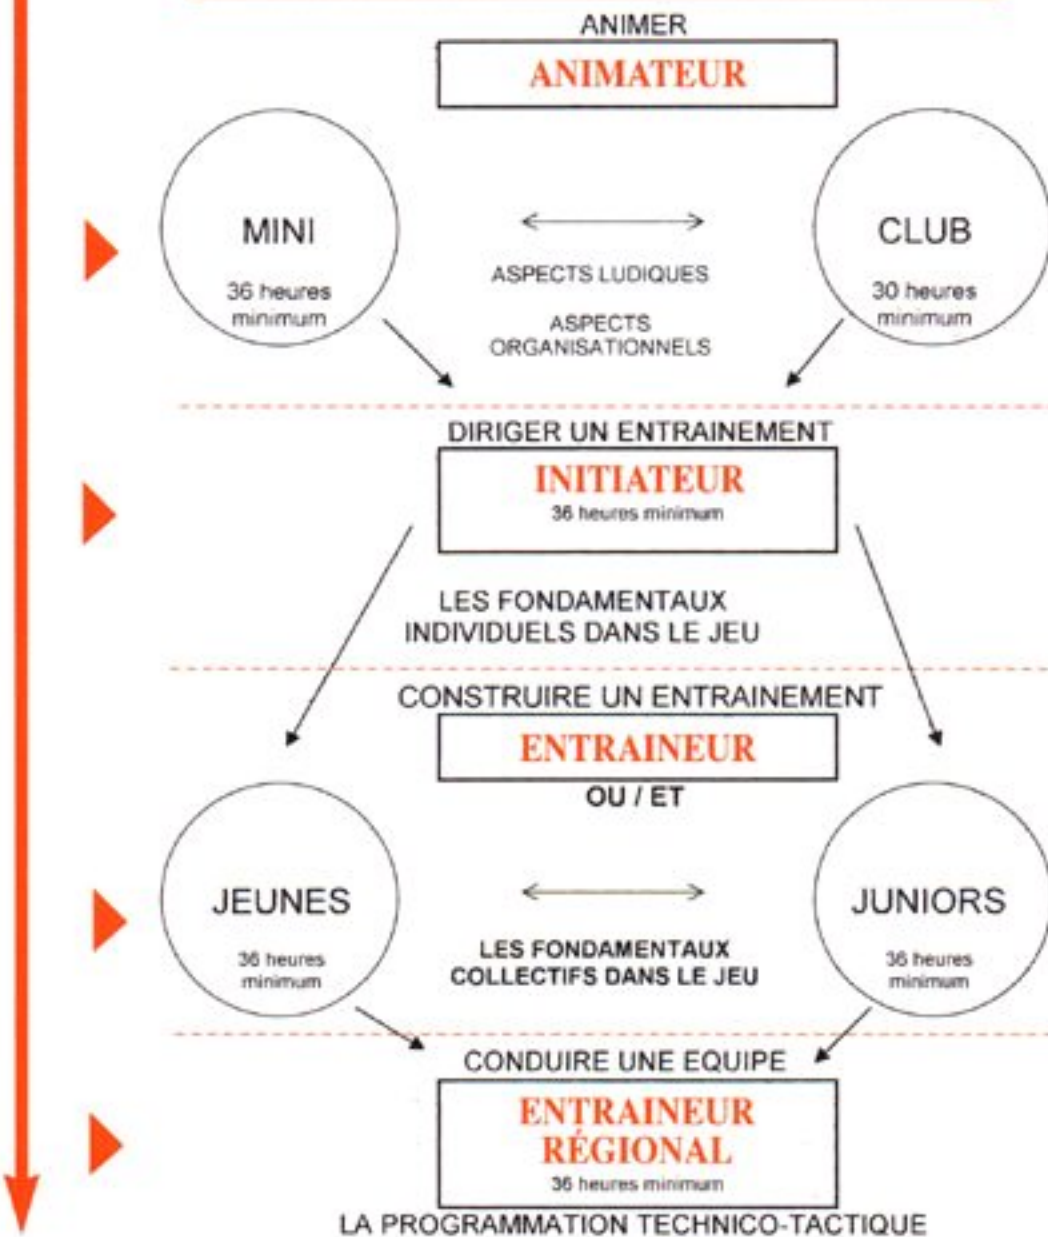 ANIMER
ANIMATEUR
MINI
36 heures
minimum
ASPECTS LUDIQUES
ASPECTS
ORGANISATIONNELS
CLUB
30 heures
minimum
DIRIGER UN ENTRAINEMENT
INITIATEUR
36 heures minimum
LES FONDAMENTAUX
INDIVIDUELS DANS LE JEU
CONSTRUIRE UN ENTRAINEMENT
ENTRAINEUR
OU / ET
JEUNES
36 heures
minimum
LES FONDAMENTAUX
COLLECTIFS DANS LE JEU
JUNIORS
36 heures
minimum
CONDUIRE UNE EQUIPE
ENTRAINEUR
RÉGIONAL
36 heures minimum
LA PROGRAMMATION TECHNICO-TACTIQUE